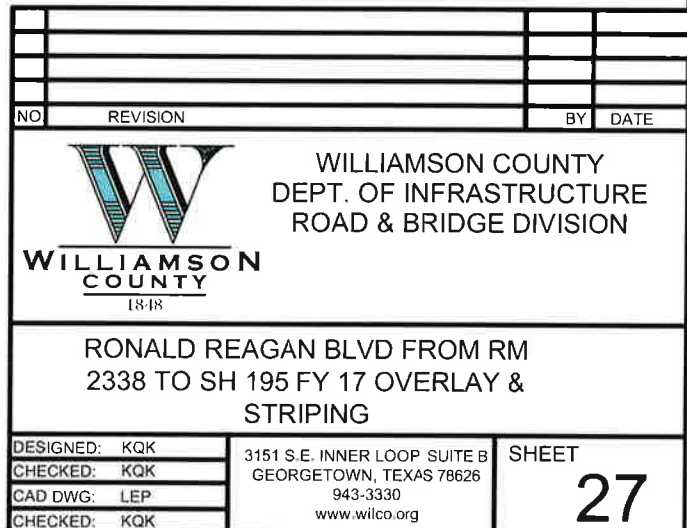 NO. REVISION BY DATE
WILLIAMSON COUNTY
DEPT. OF INFRASTRUCTURE
ROAD & BRIDGE DIVISION
W
WILLIAMSON
COUNTY
1848
RONALD REAGAN BLVD FROM RM
2338 TO SH 195 FY 17 OVERLAY &
STRIPING
DESIGNED: KQK
CHECKED: KQK
CAD DWG: LEP
CHECKED: KQK
3151 S.E. INNER LOOP SUITE B
GEORGETOWN, TEXAS 78626
943-3330
www.wilco.org
SHEET
27